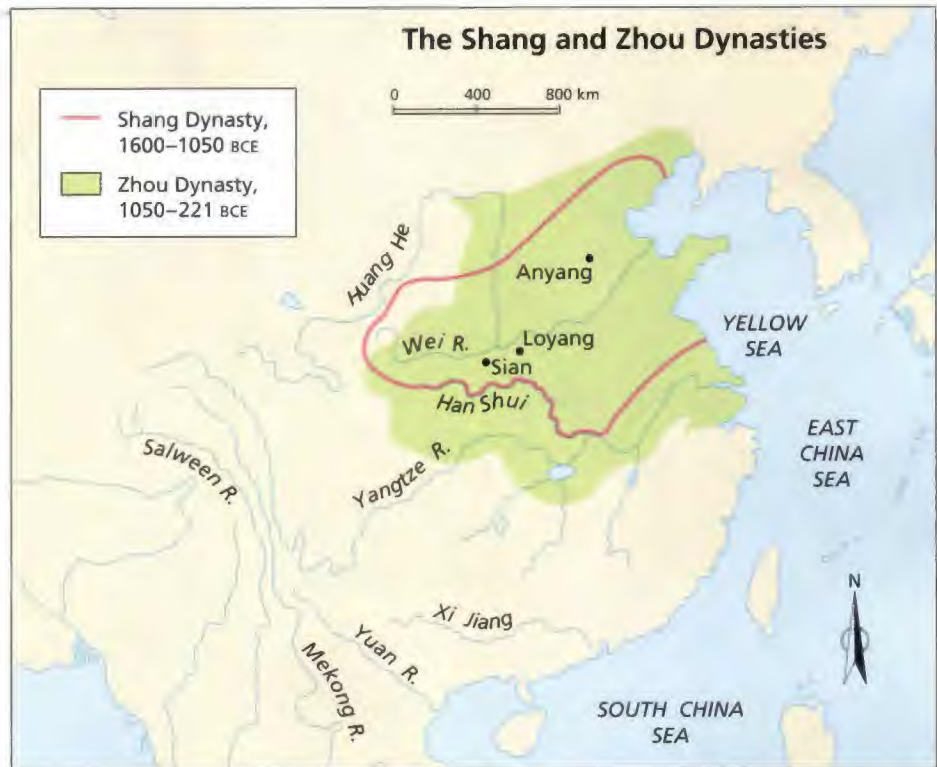 The Shang and Zhou Dynasties
0 400 800 km
Shang Dynasty,
1600–1050 BCE
Zhou Dynasty,
1050–221 BCE
Huang He
Anyang
Wei R.
Loyang
Sian
Han Shui
YELLOW
SEA
EAST
CHINA
SEA
Salween R.
Yangtze R.
N
Xi Jiang
Yuan R.
Mekong R.
SOUTH CHINA
SEA